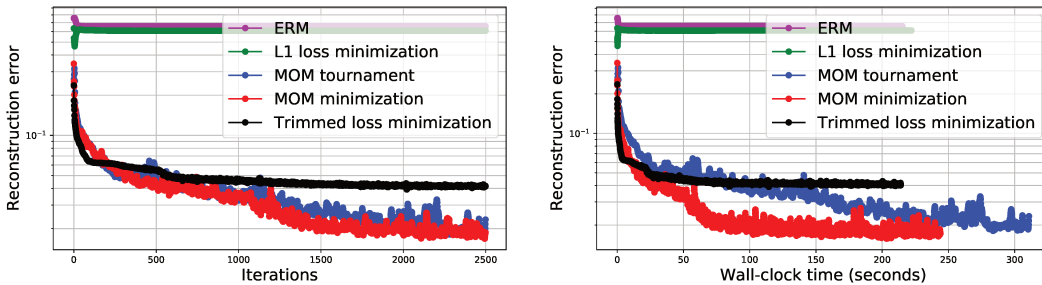 Reconstruction error
10⁻¹
ERM
L1 loss minimization
MOM tournament
MOM minimization
Trimmed loss minimization
0
500
1000
1500
2000
2500
Iterations
Reconstruction error
10⁻¹
ERM
L1 loss minimization
MOM tournament
MOM minimization
Trimmed loss minimization
0
50
100
150
200
250
300
Wall-clock time (seconds)